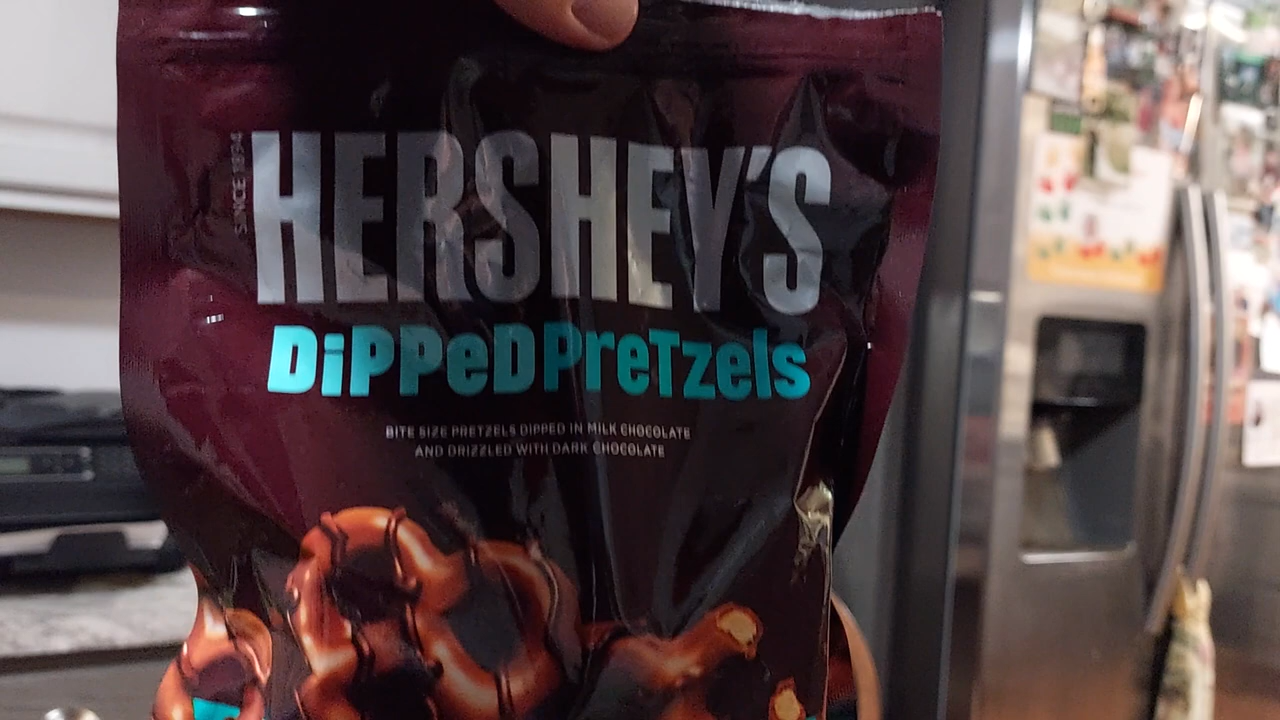 SINCE 1894
HERSHEY'S
DiPPeD PreTzels
BITE SIZE PRETZELS DIPPED IN MILK CHOCOLATE
AND DRIZZLED WITH DARK CHOCOLATE